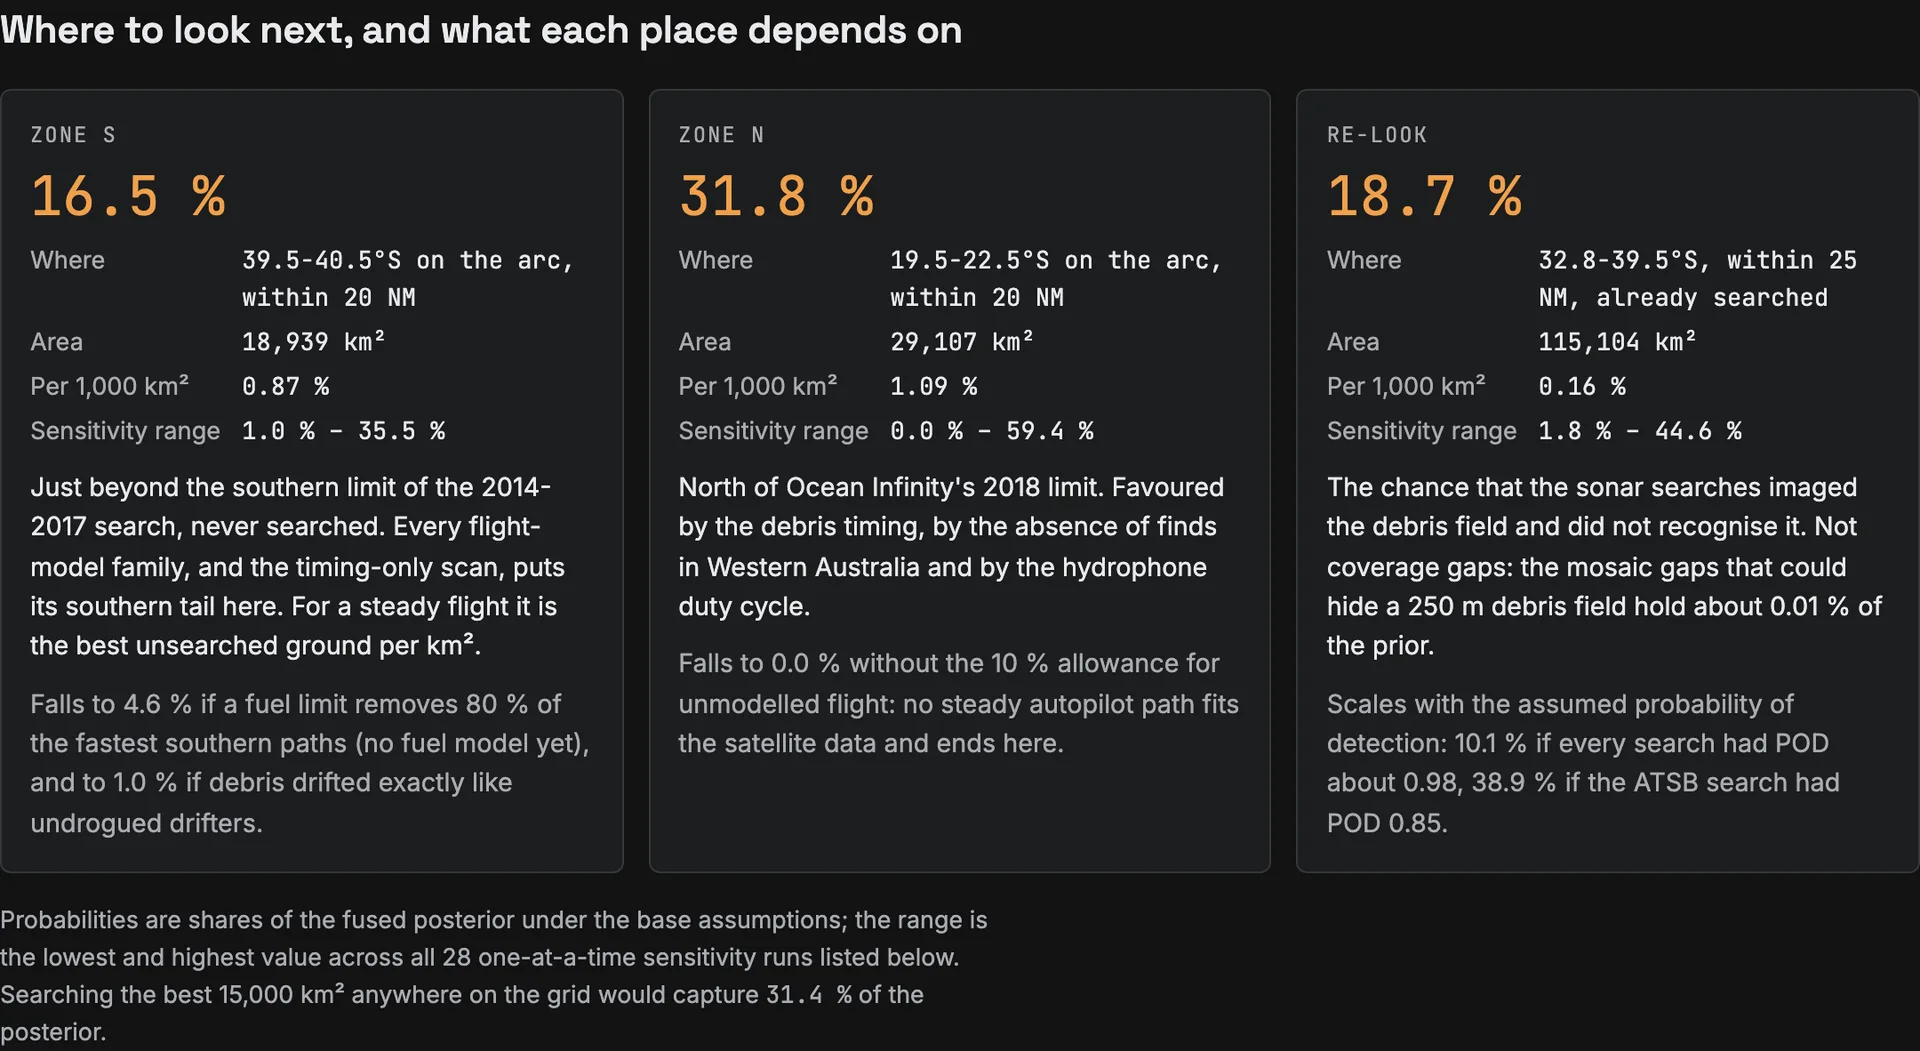 Where to look next, and what each place depends on
ZONE S
16.5 %
Where 39.5-40.5°S on the arc,
within 20 NM
Area 18,939 km²
Per 1,000 km² 0.87 %
Sensitivity range 1.0 % – 35.5 %
Just beyond the southern limit of the 2014-
2017 search, never searched. Every flight-
model family, and the timing-only scan, puts
its southern tail here. For a steady flight it is
the best unsearched ground per km².
Falls to 4.6 % if a fuel limit removes 80 % of
the fastest southern paths (no fuel model yet),
and to 1.0 % if debris drifted exactly like
undrogued drifters.
ZONE N
31.8 %
Where 19.5-22.5°S on the arc,
within 20 NM
Area 29,107 km²
Per 1,000 km² 1.09 %
Sensitivity range 0.0 % – 59.4 %
North of Ocean Infinity's 2018 limit. Favoured
by the debris timing, by the absence of finds
in Western Australia and by the hydrophone
duty cycle.
Falls to 0.0 % without the 10 % allowance for
unmodelled flight: no steady autopilot path fits
the satellite data and ends here.
RE-LOOK
18.7 %
Where 32.8-39.5°S, within 25
NM, already searched
Area 115,104 km²
Per 1,000 km² 0.16 %
Sensitivity range 1.8 % – 44.6 %
The chance that the sonar searches imaged
the debris field and did not recognise it. Not
coverage gaps: the mosaic gaps that could
hide a 250 m debris field hold about 0.01 % of
the prior.
Scales with the assumed probability of
detection: 10.1 % if every search had POD
about 0.98, 38.9 % if the ATSB search had
POD 0.85.
Probabilities are shares of the fused posterior under the base assumptions; the range is
the lowest and highest value across all 28 one-at-a-time sensitivity runs listed below.
Searching the best 15,000 km² anywhere on the grid would capture 31.4 % of the
posterior.